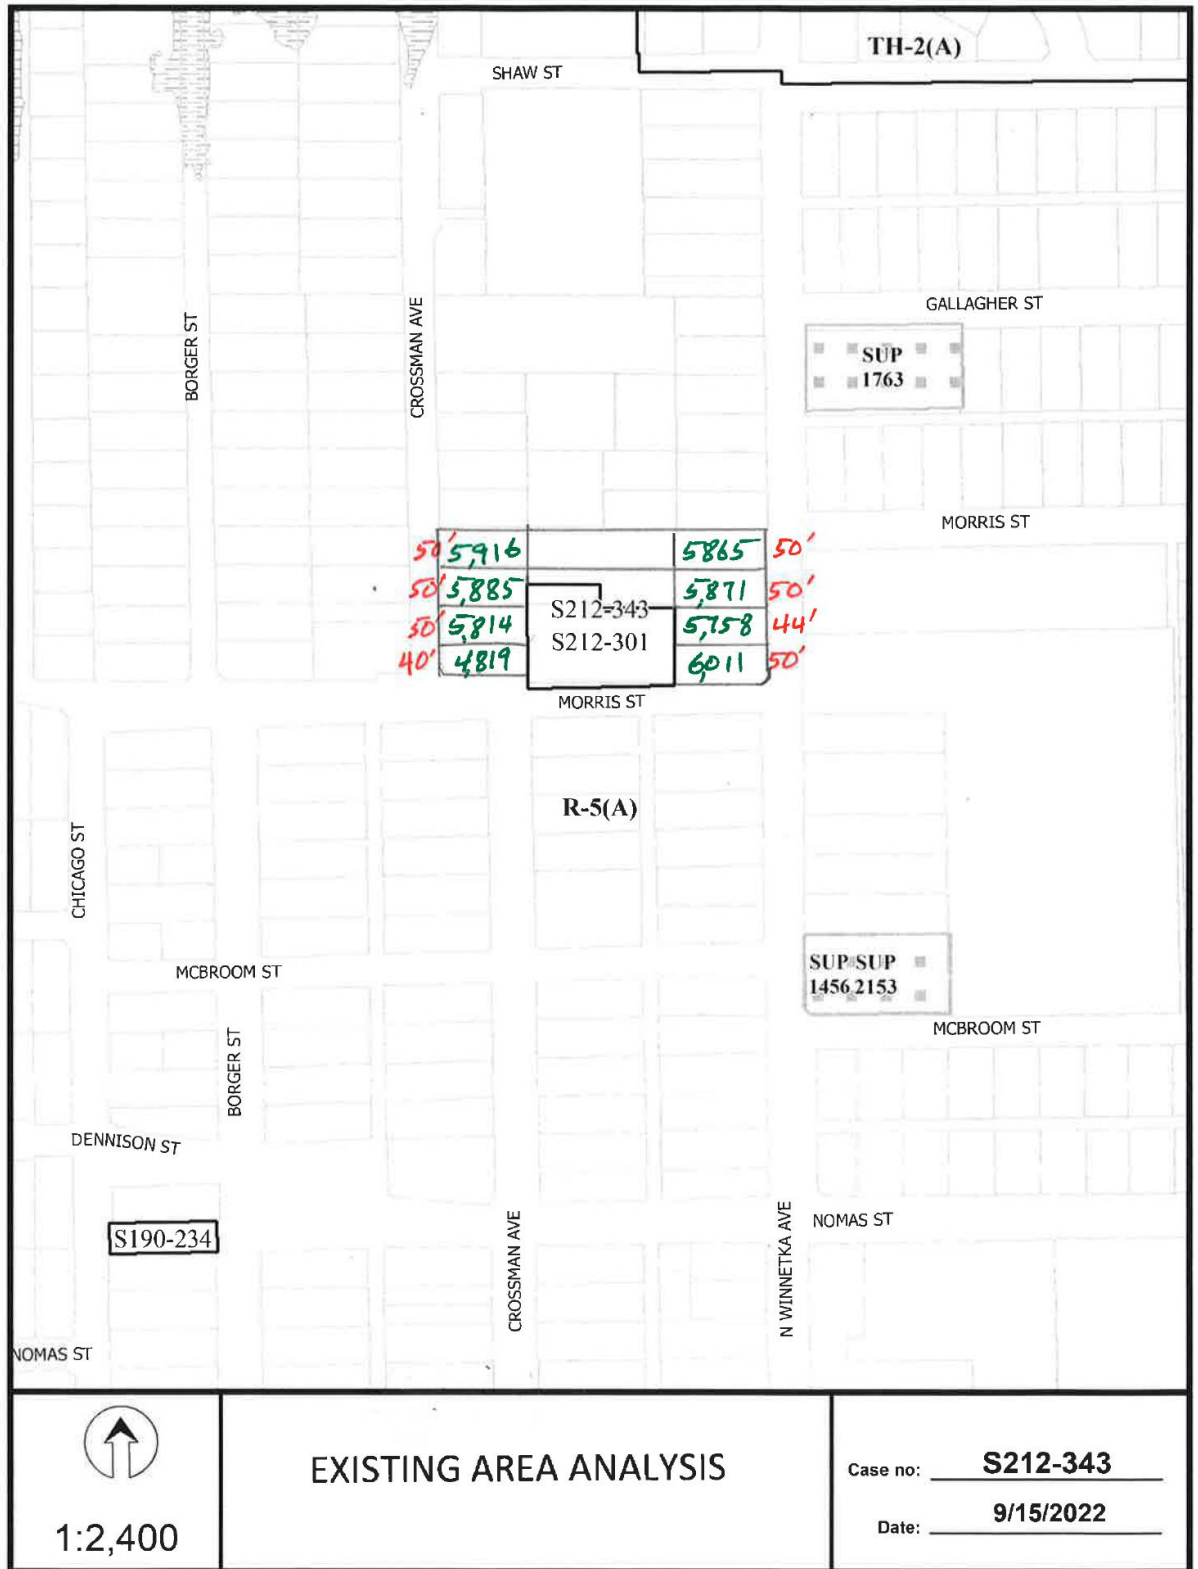 TH-2(A)
SHAW ST
GALLAGHER ST
BORGER ST
CROSSMAN AVE
SUP
1763
MORRIS ST
50' 5,916 5865 50'
50' 5,885 5,871 50'
S212-343
50' 5,814 5,758 44'
S212-301
40' 4,819 6,011 50'
MORRIS ST
R-5(A)
CHICAGO ST
MCBROOM ST
SUP SUP
1456 2153
MCBROOM ST
BORGER ST
DENNISON ST
S190-234
CROSSMAN AVE
N WINNETKA AVE
NOMAS ST
NOMAS ST
1:2,400
EXISTING AREA ANALYSIS
Case no: S212-343
Date: 9/15/2022